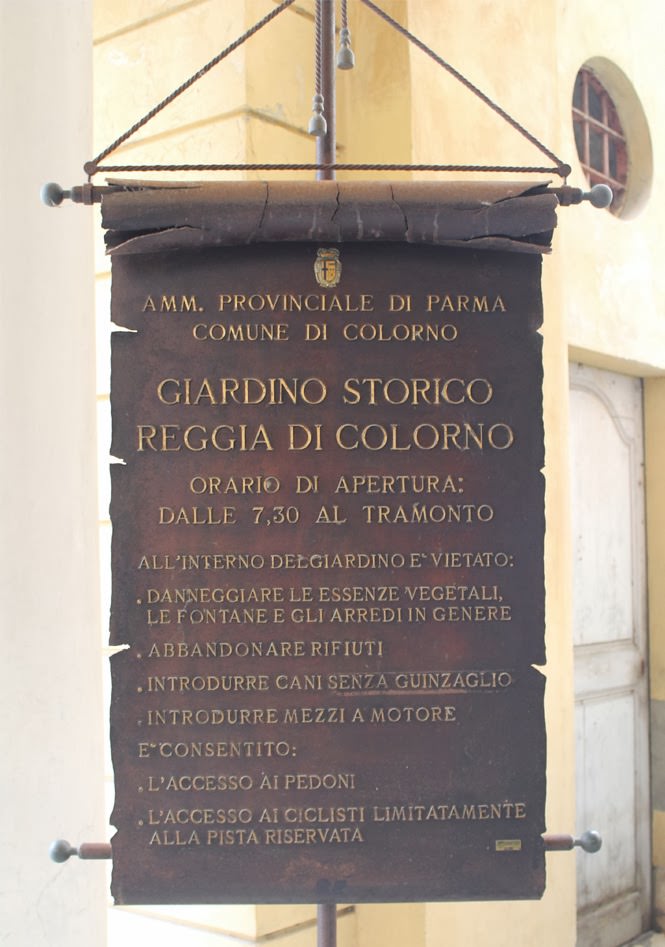 AMM. PROVINCIALE DI PARMA
COMUNE DI COLORNO
GIARDINO STORICO
REGGIA DI COLORNO
ORARIO DI APERTURA:
DALLE 7,30 AL TRAMONTO
ALL'INTERNO DEL GIARDINO E' VIETATO:
. DANNEGGIARE LE ESSENZE VEGETALI,
LE FONTANE E GLI ARREDI IN GENERE
. ABBANDONARE RIFIUTI
. INTRODURRE CANI SENZA GUINZAGLIO
. INTRODURRE MEZZI A MOTORE
E' CONSENTITO:
. L'ACCESSO AI PEDONI
. L'ACCESSO AI CICLISTI LIMITATAMENTE
ALLA PISTA RISERVATA